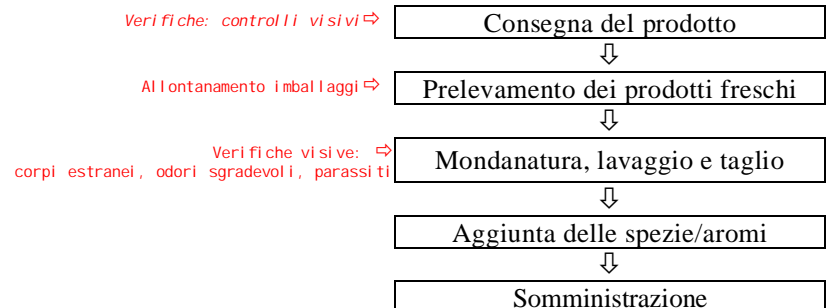 Verifiche: controlli visivi⇨ Consegna del prodotto
Allontanamento imballaggi⇨ Prelevamento dei prodotti freschi
Verifiche visive: ⇨
corpi estranei, odori sgradevoli, parassiti
Mondanatura, lavaggio e taglio
Aggiunta delle spezie/aromi
Somministrazione